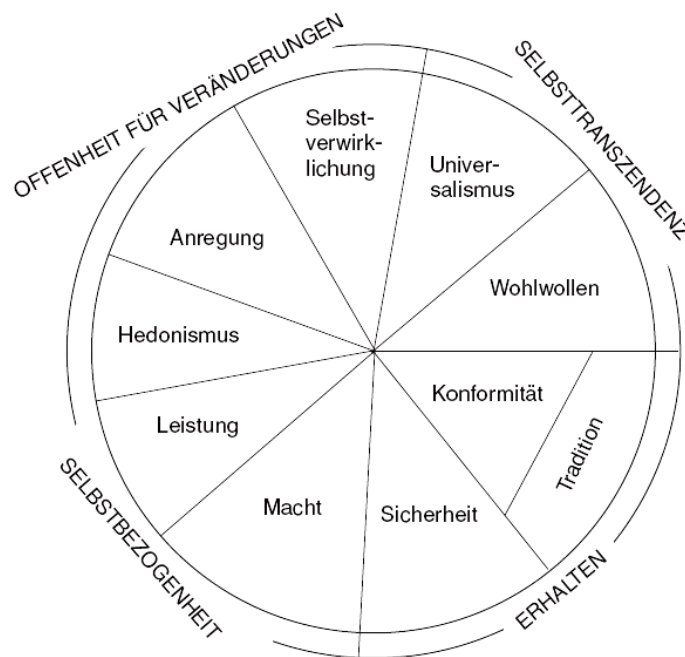 OFFENHEIT FÜR VERÄNDERUNGEN
SELBSTTRANSZENDENZ
Selbst-
verwirk-
lichung
Univer-
salismus
Anregung
Wohlwollen
Hedonismus
Konformität
Leistung
Tradition
Macht
Sicherheit
SELBSTBEZOGENHEIT
ERHALTEN